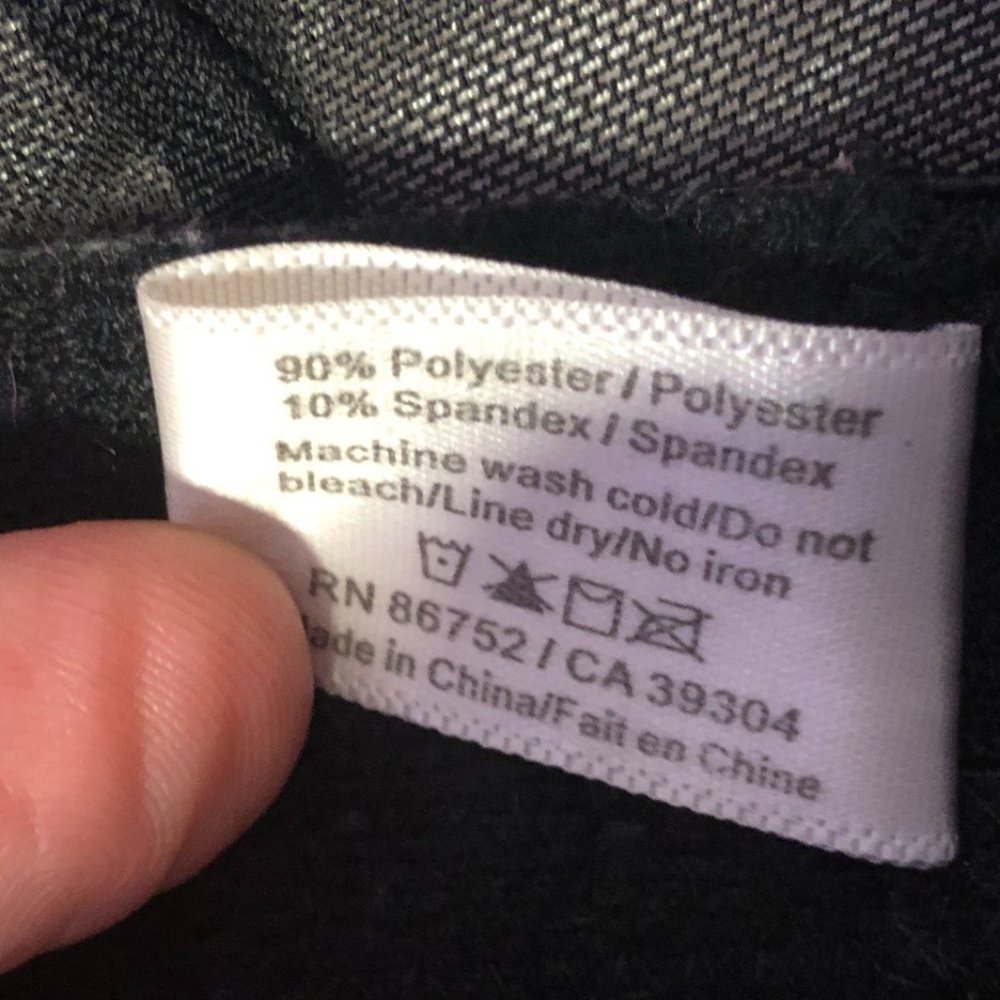 90% Polyester / Polyester
10% Spandex / Spandex
Machine wash cold/Do not
bleach/Line dry/No iron
RN 86752 / CA 39304
ade in China/Fait en Chine